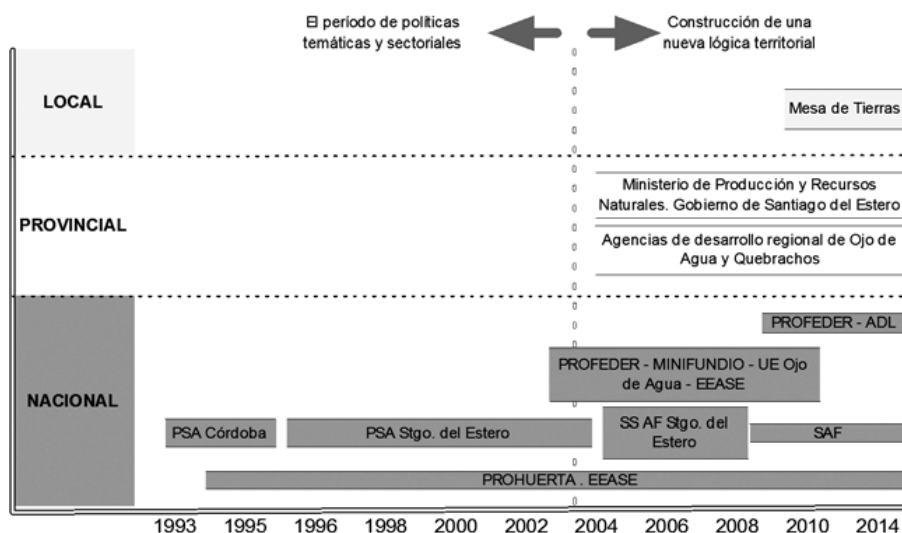 El período de políticas
temáticas y sectoriales
Construcción de una
nueva lógica territorial
LOCAL
Mesa de Tierras
PROVINCIAL
Ministerio de Producción y Recursos
Naturales. Gobierno de Santiago del Estero
Agencias de desarrollo regional de Ojo de
Agua y Quebrachos
NACIONAL
PROFEDER - ADL
PROFEDER - MINIFUNDIO - UE Ojo
de Agua - EEASE
PSA Córdoba
PSA Stgo. del Estero
SS AF Stgo. del
Estero
SAF
PROHUERTA . EEASE
1993 1995 1996 1998 2000 2002 2004 2006 2008 2010 2014